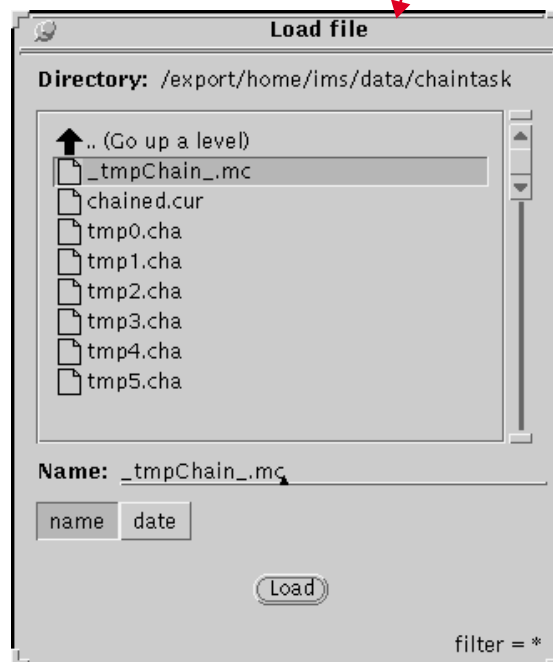 Load file
Directory: /export/home/ims/data/chaintask
.. (Go up a level)
_tmpChain_.mc
chained.cur
tmp0.cha
tmp1.cha
tmp2.cha
tmp3.cha
tmp4.cha
tmp5.cha
Name: _tmpChain_.mc
name date
Load
filter = *